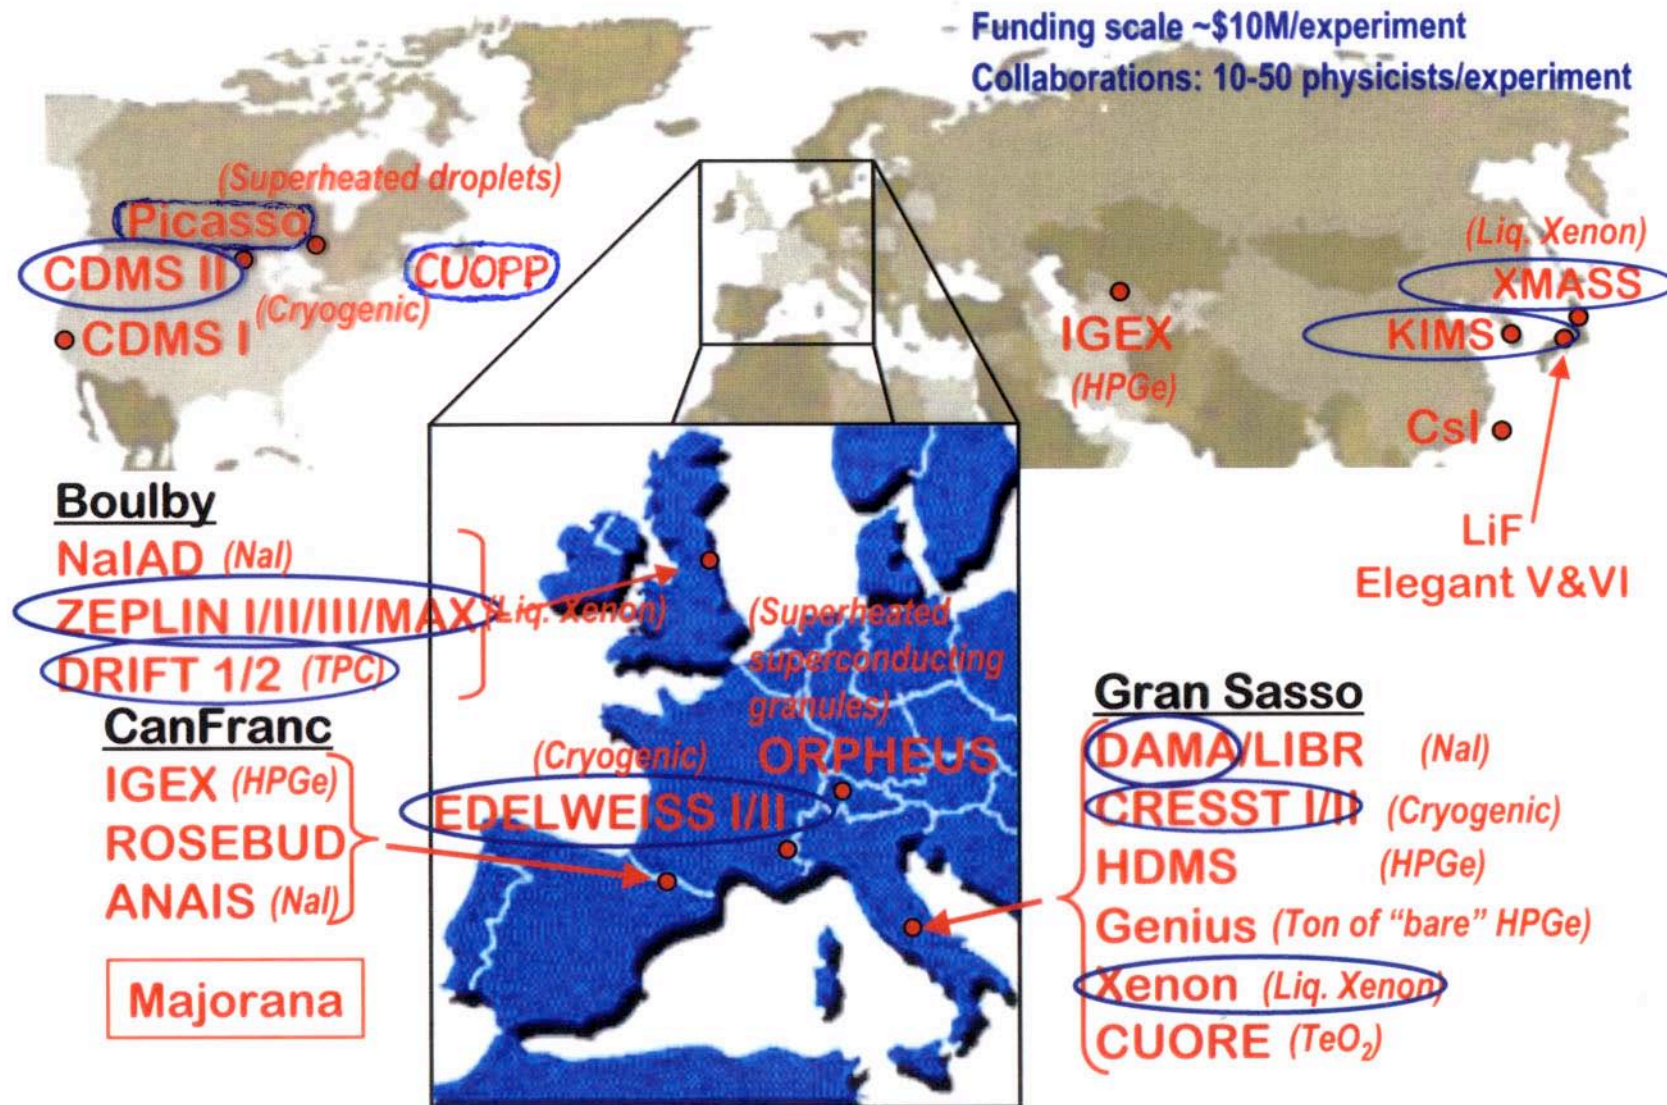 Funding scale ~$10M/experiment
Collaborations: 10-50 physicists/experiment
(Superheated droplets)
Picasso
CDMS II
CUOPP
(Cryogenic)
CDMS I
(Liq. Xenon)
XMASS
IGEX
KIMS
(HPGe)
CsI
LiF
Elegant V&VI
Boulby
NaIAD (NaI)
ZEPLIN I/II/III/MAX (Liq. Xenon)
DRIFT 1/2 (TPC)
CanFranc
IGEX (HPGe)
ROSEBUD
ANAIS (NaI)
Majorana
(Superheated
superconducting
granules)
ORPHEUS
(Cryogenic)
EDELWEISS I/II
Gran Sasso
DAMA/LIBR (NaI)
CRESST I/II (Cryogenic)
HDMS (HPGe)
Genius (Ton of “bare” HPGe)
Xenon (Liq. Xenon)
CUORE (TeO₂)